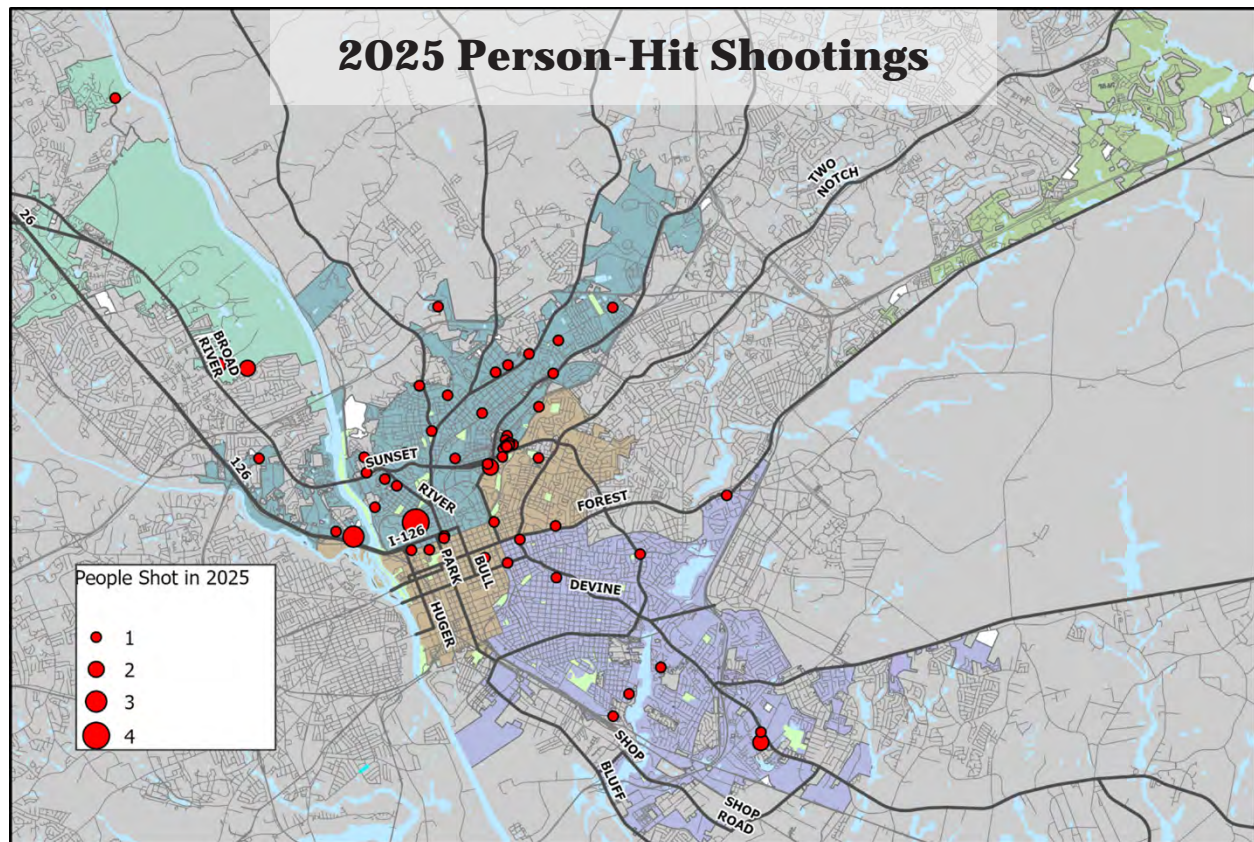 2025 Person-Hit Shootings
TWO
NOTCH
26
BROAD
RIVER
126
SUNSET
RIVER
FOREST
I-126
PARK
BULL
DEVINE
HUGER
People Shot in 2025
1
2
3
4
SHOP
BLUFF
SHOP
ROAD